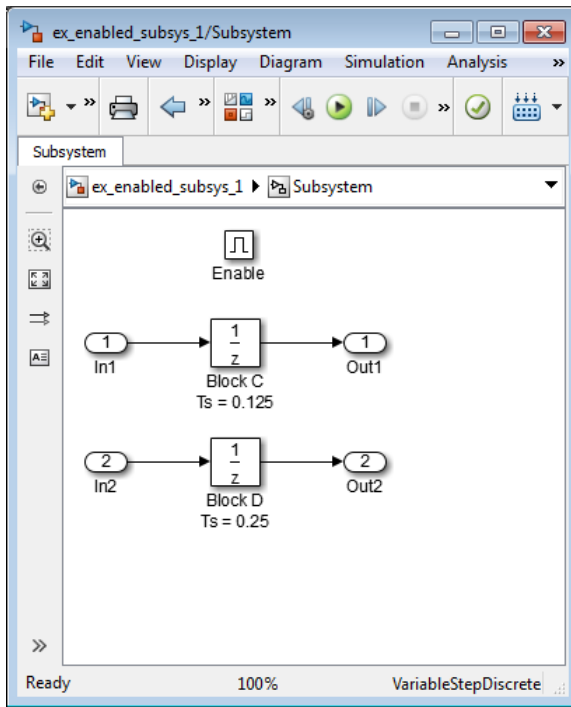 ex_enabled_subsys_1/Subsystem
File Edit View Display Diagram Simulation Analysis »
» » » »
Subsystem
ex_enabled_subsys_1 Subsystem
Enable
1
1
z
1
In1
Block C
Out1
Ts = 0.125
2
1
z
2
In2
Block D
Out2
Ts = 0.25
»
Ready 100% VariableStepDiscrete